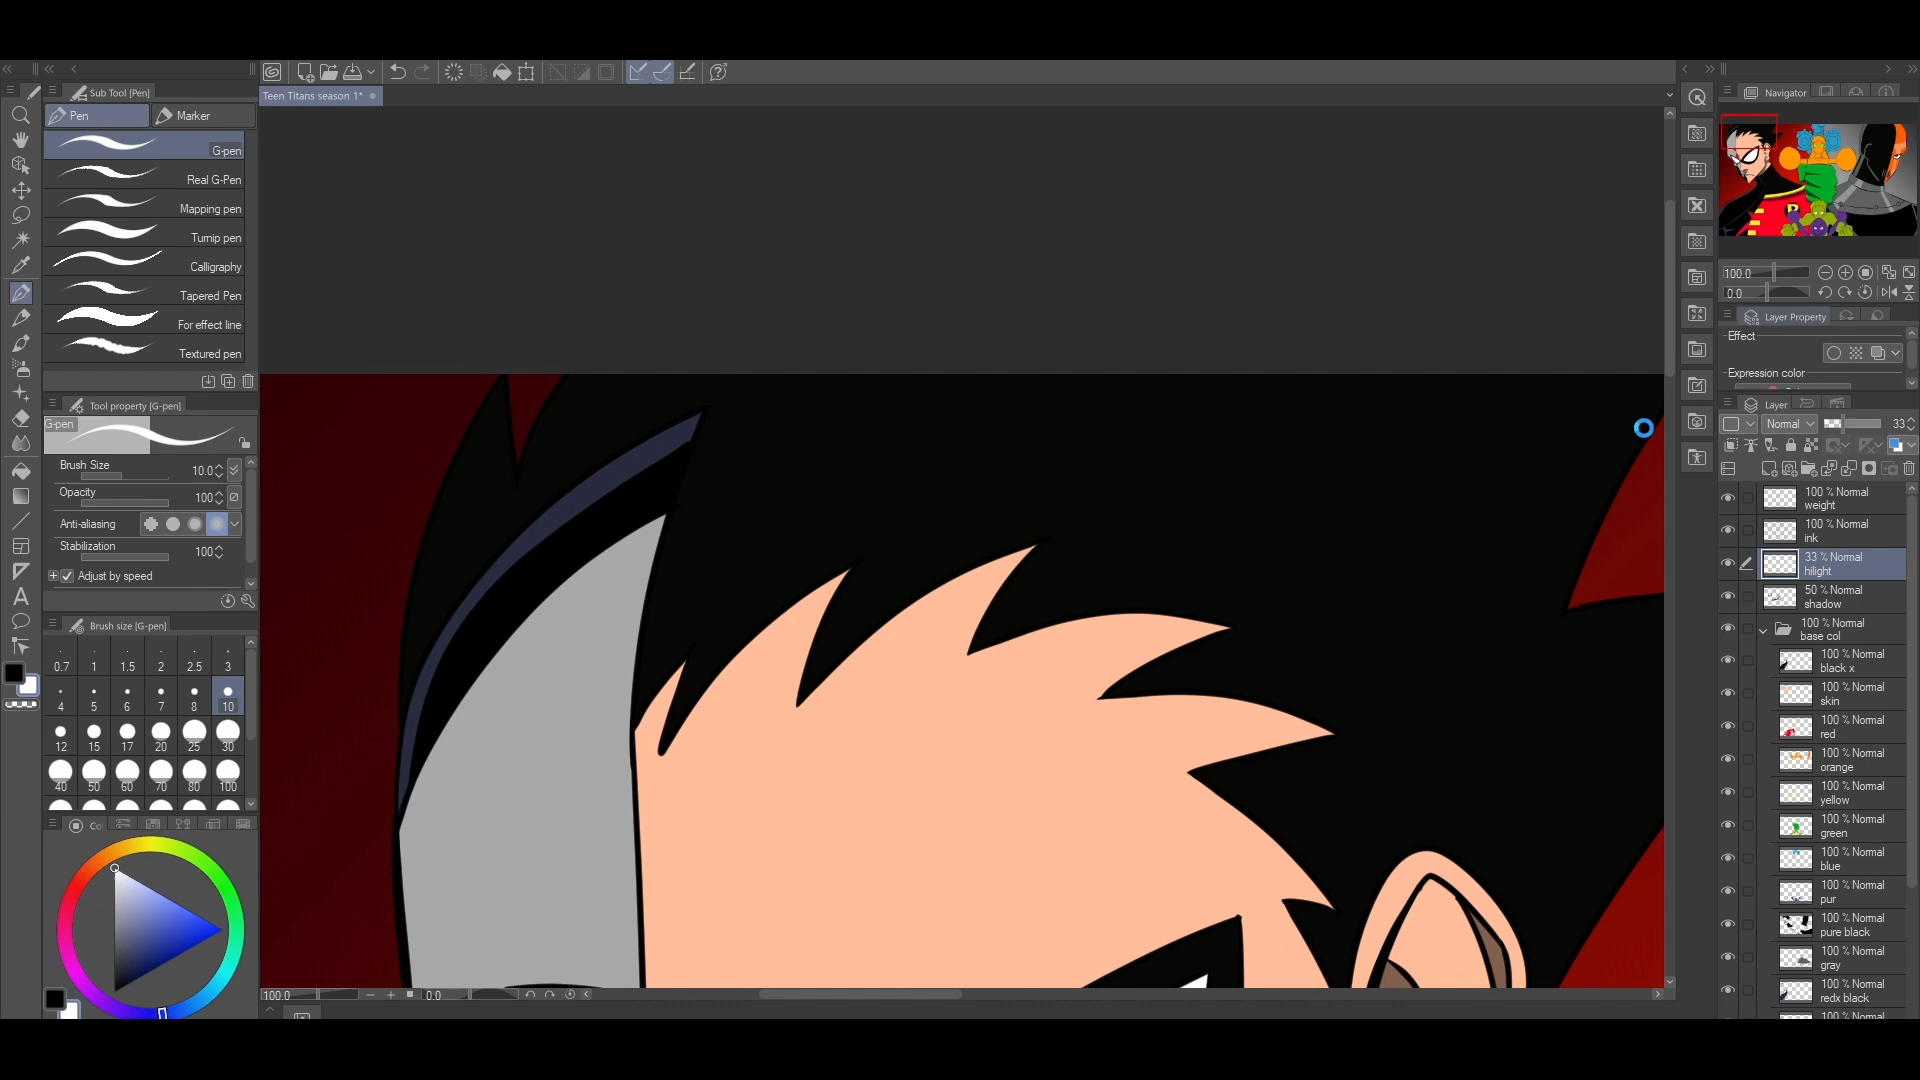 Sub Tool [Pen]
Pen
Marker
G-pen
Real G-Pen
Mapping pen
Turnip pen
Calligraphy
Tapered Pen
For effect line
Textured pen
Tool property [G-pen]
G-pen
Brush Size
10.0
Opacity
100
Anti-aliasing
Stabilization
100
Adjust by speed
Brush size [G-pen]
0.7 1 1.5 2 2.5 3
4 5 6 7 8 10
12 15 17 20 25 30
40 50 60 70 80 100
Co
Teen Titans season 1*
100.0
0.0
Navigator
100.0
0.0
Layer Property
Effect
Expression color
Layer
Normal
33
100 % Normal
weight
100 % Normal
ink
33 % Normal
hilight
50 % Normal
shadow
100 % Normal
base col
100 % Normal
black x
100 % Normal
skin
100 % Normal
red
100 % Normal
orange
100 % Normal
yellow
100 % Normal
green
100 % Normal
blue
100 % Normal
pur
100 % Normal
pure black
100 % Normal
gray
100 % Normal
redx black
100 % Normal